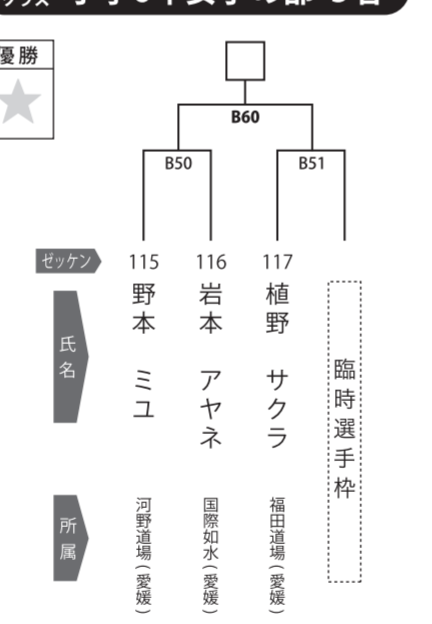 優勝
B60
B50
B51
ゼッケン
115
116
117
氏名
野本 ミユ
岩本 アヤネ
植野 サクラ
臨時選手枠
所属
河野道場(愛媛)
国際如水(愛媛)
福田道場(愛媛)